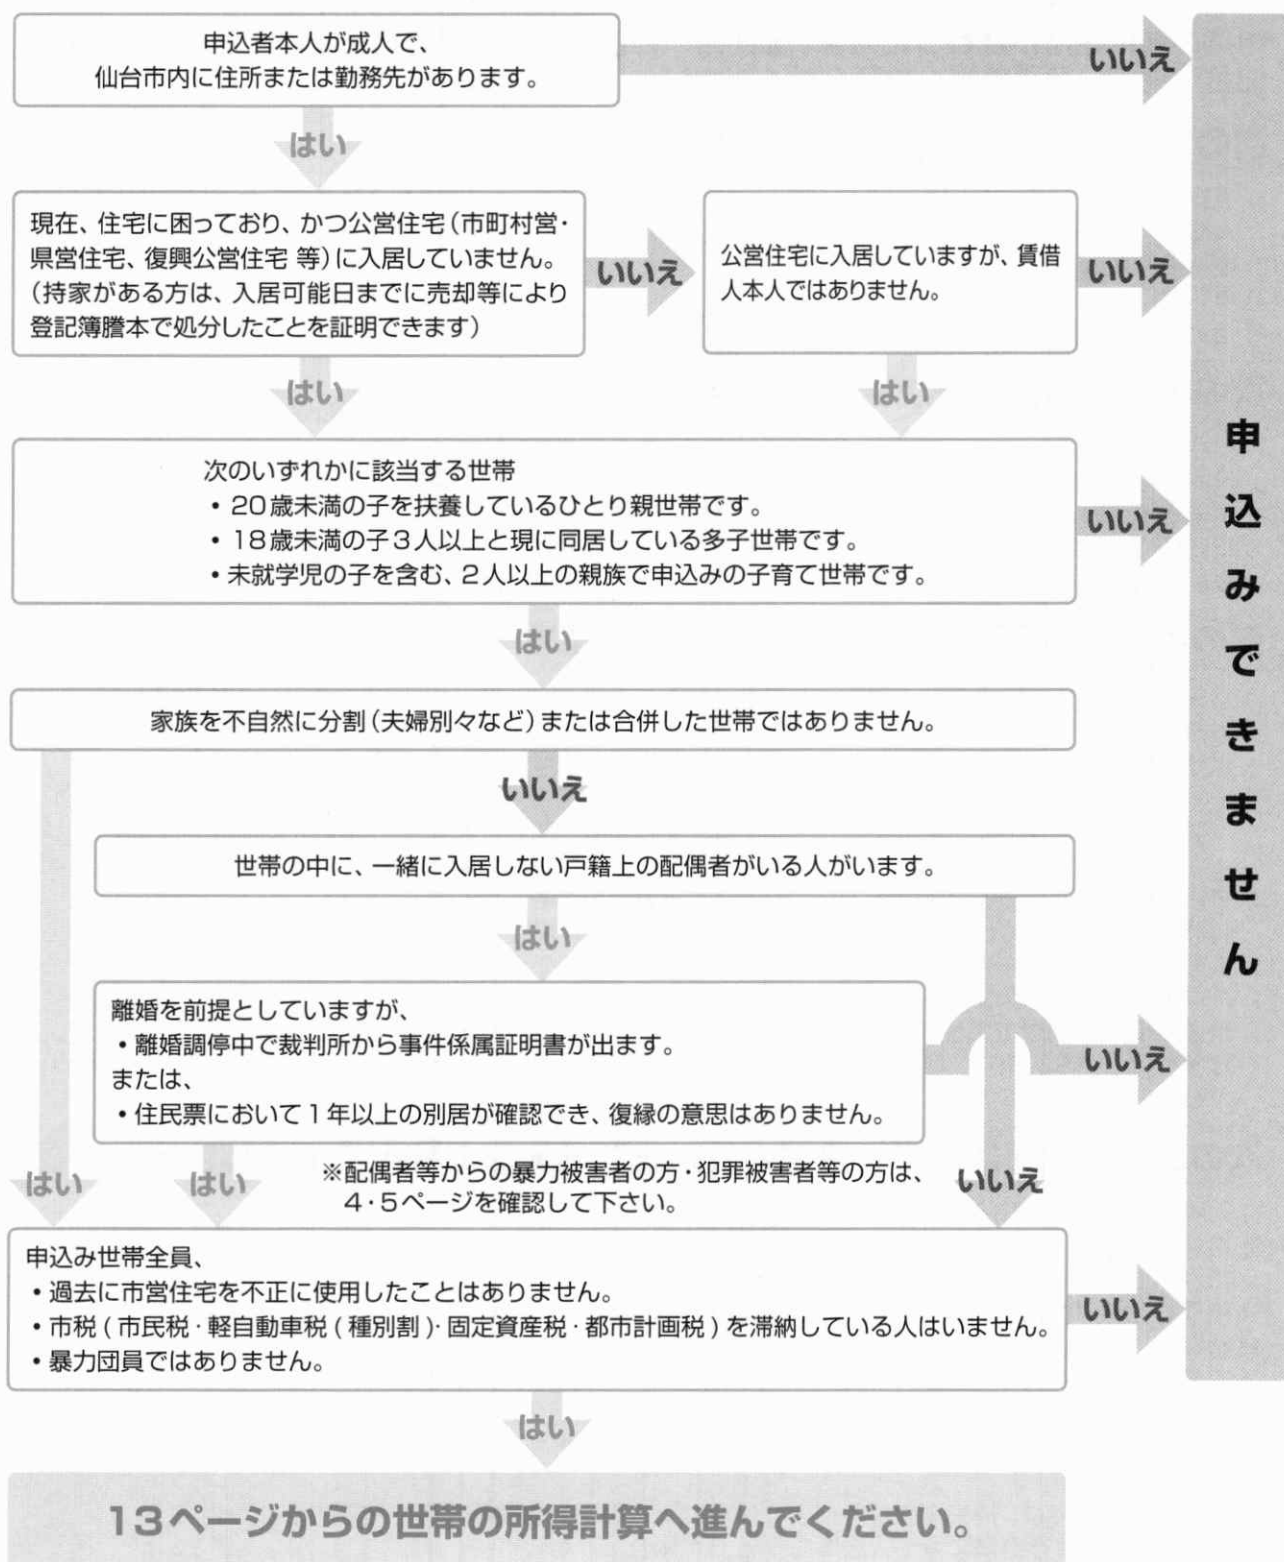 申込者本人が成人で、
仙台市内に住所または勤務先があります。
いいえ
はい
現在、住宅に困っており、かつ公営住宅(市町村営・
県営住宅、復興公営住宅 等)に入居していません。
(持家がある方は、入居可能日までに売却等により
登記簿謄本で処分したことを証明できます)
いいえ
公営住宅に入居していますが、賃借
人本人ではありません。
いいえ
はい
はい
次のいずれかに該当する世帯
・20歳未満の子を扶養しているひとり親世帯です。
・18歳未満の子3人以上と現に同居している多子世帯です。
・未就学児の子を含む、2人以上の親族で申込みの子育て世帯です。
いいえ
はい
家族を不自然に分割(夫婦別々など)または合併した世帯ではありません。
いいえ
世帯の中に、一緒に入居しない戸籍上の配偶者がいる人がいます。
はい
離婚を前提としていますが、
・離婚調停中で裁判所から事件係属証明書が出ます。
または、
・住民票において1年以上の別居が確認でき、復縁の意思はありません。
いいえ
はい
はい
※配偶者等からの暴力被害者の方・犯罪被害者等の方は、
4・5ページを確認して下さい。
いいえ
申込み世帯全員、
・過去に市営住宅を不正に使用したことはありません。
・市税(市民税・軽自動車税(種別割)・固定資産税・都市計画税)を滞納している人はいません。
・暴力団員ではありません。
いいえ
はい
13ページからの世帯の所得計算へ進んでください。
申込みできません